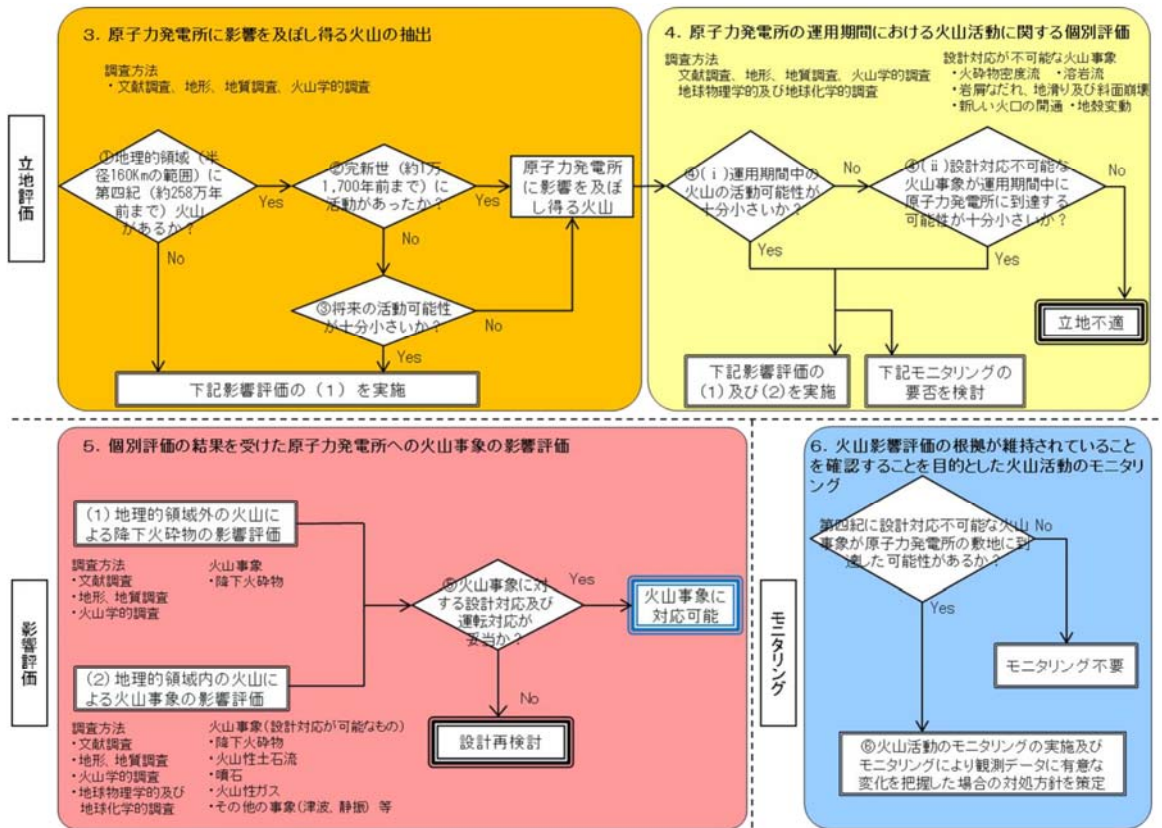 3. 原子力発電所に影響を及ぼし得る火山の抽出
調査方法
・文献調査、地形、地質調査、火山学的調査
立地評価
①地理的領域（半
径160Kmの範囲）に
第四紀（約258万年
前まで）火山
があるか？
Yes
No
②完新世（約1万
1,700年前まで）に
活動があったか？
Yes
No
原子力発電所
に影響を及ぼ
し得る火山
③将来の活動可能性
が十分小さいか？
No
Yes
下記影響評価の（1）を実施
4. 原子力発電所の運用期間における火山活動に関する個別評価
調査方法
文献調査、地形、地質調査、火山学的調査
地球物理学的及び地球化学的調査
設計対応が不可能な火山事象
・火砕物密度流 ・溶岩流
・岩屑なだれ、地滑り及び斜面崩壊
・新しい火口の開通 ・地殻変動
④(ⅰ)運用期間中の
火山の活動可能性が
十分小さいか？
No
Yes
④(ⅱ)設計対応不可能な
火山事象が運用期間中に
原子力発電所に到達する
可能性が十分小さいか？
No
Yes
立地不適
下記影響評価の
(1)及び(2)を実施
下記モニタリングの
要否を検討
5. 個別評価の結果を受けた原子力発電所への火山事象の影響評価
影響評価
(1)地理的領域外の火山に
よる降下火砕物の影響評価
調査方法
・文献調査
・地形、地質調査
・火山学的調査
火山事象
・降下火砕物
⑤火山事象に対
する設計対応及び
運転対応が
妥当か？
Yes
火山事象に
対応可能
No
設計再検討
(2)地理的領域内の火山に
よる火山事象の影響評価
調査方法
・文献調査
・地形、地質調査
・火山学的調査
・地球物理学的及び
地球化学的調査
火山事象(設計対応が可能なもの)
・降下火砕物
・火山性土石流
・噴石
・火山性ガス
・その他の事象(津波、静振) 等
モニタリング
6. 火山影響評価の根拠が維持されていること
を確認することを目的とした火山活動のモニタリ
ング
第四紀に設計対応不可能な火山
事象が原子力発電所の敷地に到
達した可能性があるか？
No
Yes
モニタリング不要
⑥火山活動のモニタリングの実施及び
モニタリングにより観測データに有意な
変化を把握した場合の対処方針を策定